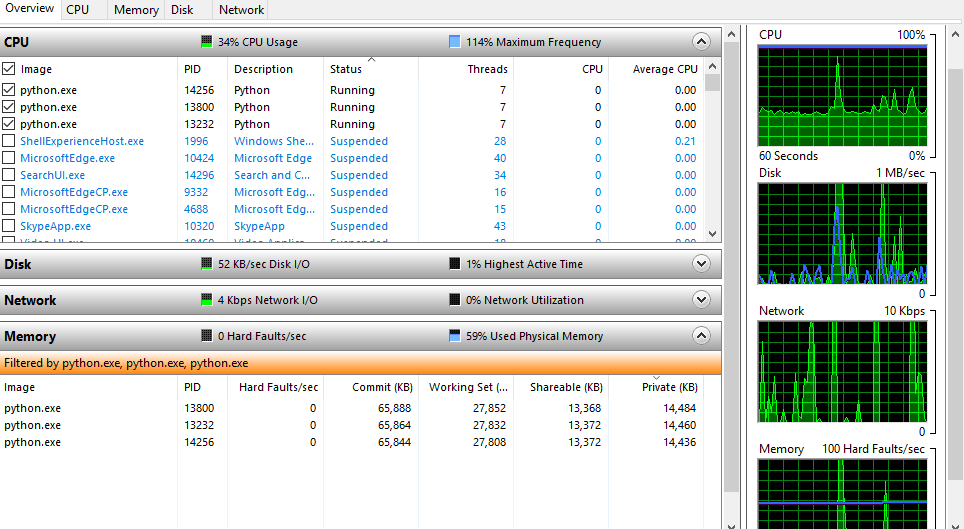 Overview CPU Memory Disk Network
CPU 34% CPU Usage 114% Maximum Frequency
Image PID Description Status Threads CPU Average CPU
python.exe 14256 Python Running 7 0 0.00
python.exe 13800 Python Running 7 0 0.00
python.exe 13232 Python Running 7 0 0.00
ShellExperienceHost.exe 1996 Windows She... Suspended 28 0 0.21
MicrosoftEdge.exe 10424 Microsoft Edge Suspended 40 0 0.00
SearchUI.exe 14296 Search and C... Suspended 34 0 0.00
MicrosoftEdgeCP.exe 9332 Microsoft Edg... Suspended 16 0 0.00
MicrosoftEdgeCP.exe 4688 Microsoft Edg... Suspended 15 0 0.00
SkypeApp.exe 10320 SkypeApp Suspended 43 0 0.00
Disk 52 KB/sec Disk I/O 1% Highest Active Time
Network 4 Kbps Network I/O 0% Network Utilization
Memory 0 Hard Faults/sec 59% Used Physical Memory
Filtered by python.exe, python.exe, python.exe
Image PID Hard Faults/sec Commit (KB) Working Set (... Shareable (KB) Private (KB)
python.exe 13800 0 65,888 27,852 13,368 14,484
python.exe 13232 0 65,864 27,832 13,372 14,460
python.exe 14256 0 65,844 27,808 13,372 14,436
CPU 100%
60 Seconds 0%
Disk 1 MB/sec
0
Network 10 Kbps
0
Memory 100 Hard Faults/sec